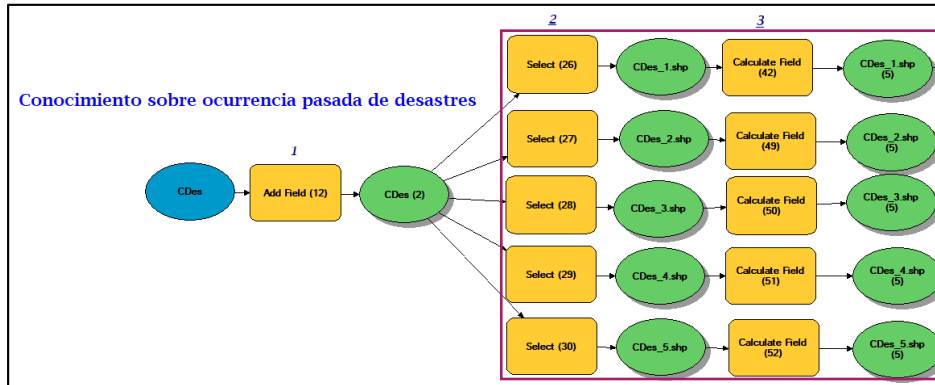 2
3
Select (26)
CDes_1.shp
Calculate Field
(42)
CDes_1.shp
(5)
Conocimiento sobre ocurrencia pasada de desastres
1
Select (27)
CDes_2.shp
Calculate Field
(49)
CDes_2.shp
(5)
CDes
Add Field (12)
CDes (2)
Select (28)
CDes_3.shp
Calculate Field
(50)
CDes_3.shp
(5)
Select (29)
CDes_4.shp
Calculate Field
(51)
CDes_4.shp
(5)
Select (30)
CDes_5.shp
Calculate Field
(52)
CDes_5.shp
(5)